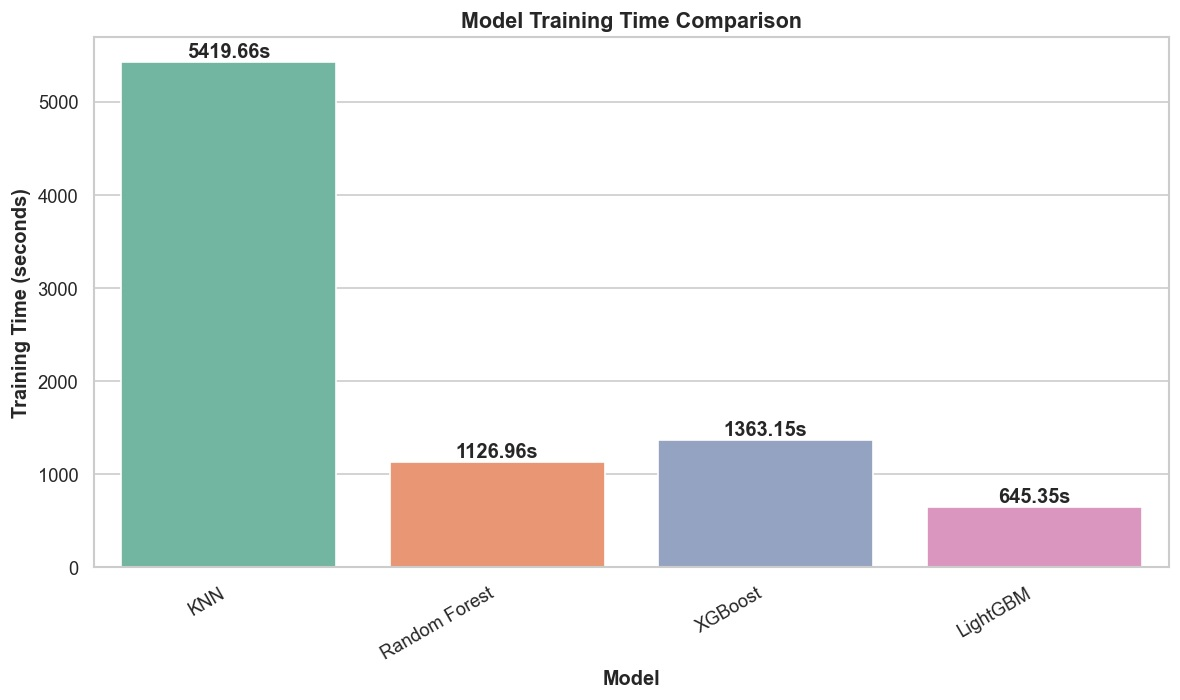 Model Training Time Comparison
5419.66s
5000
4000
3000
2000
1000
0
Training Time (seconds)
1126.96s
1363.15s
645.35s
KNN
Random Forest
XGBoost
LightGBM
Model